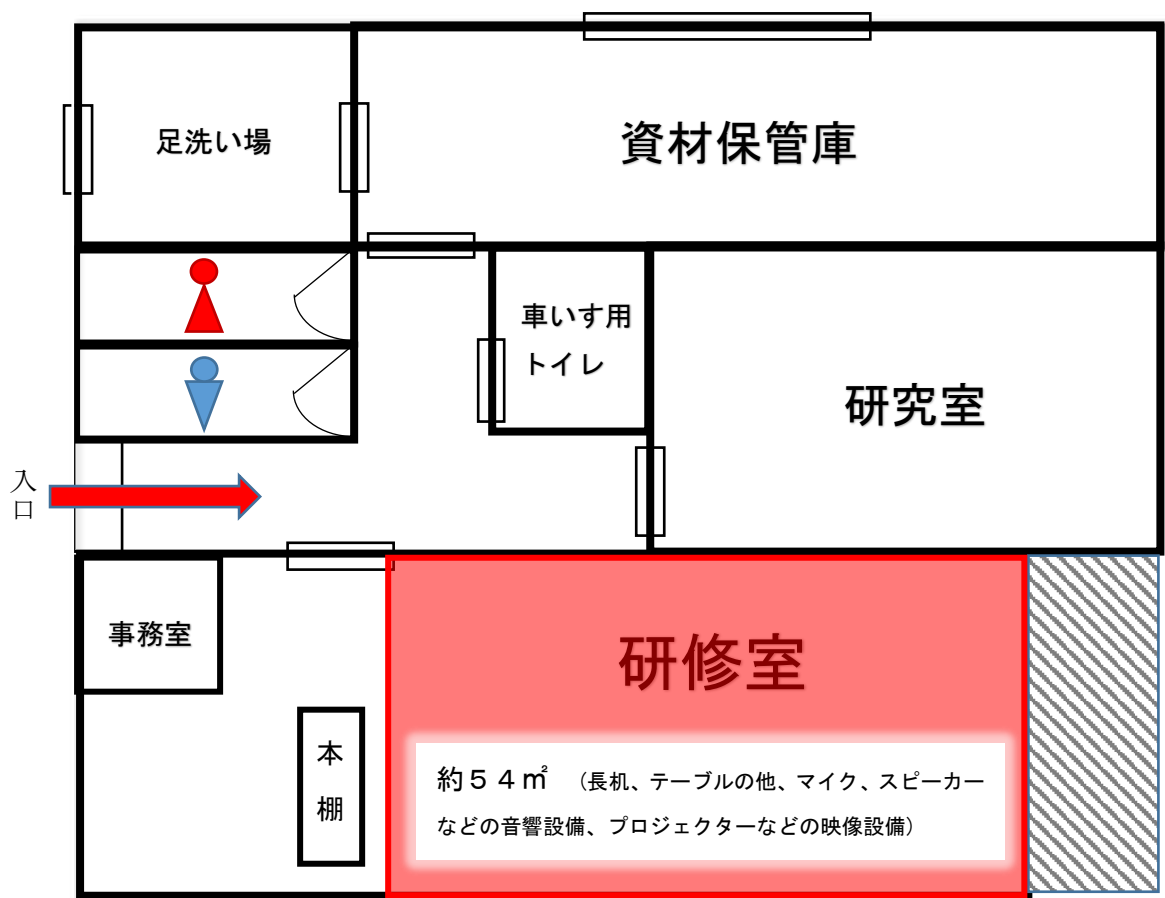 足洗い場
資材保管庫
車いす用
トイレ
研究室
入
口
事務室
研修室
本
棚
約５４㎡ （長机、テーブルの他、マイク、スピーカー
などの音響設備、プロジェクターなどの映像設備）